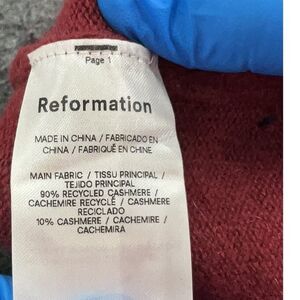 Page 1
Reformation
MADE IN CHINA / FABRICADO EN
CHINA / FABRIQUÉ EN CHINE
MAIN FABRIC / TISSU PRINCIPAL /
TEJIDO PRINCIPAL
90% RECYCLED CASHMERE /
CACHEMIRE RECYCLÉ / CASHMERE
RECICLADO
10% CASHMERE / CACHEMIRE /
CACHEMIRA